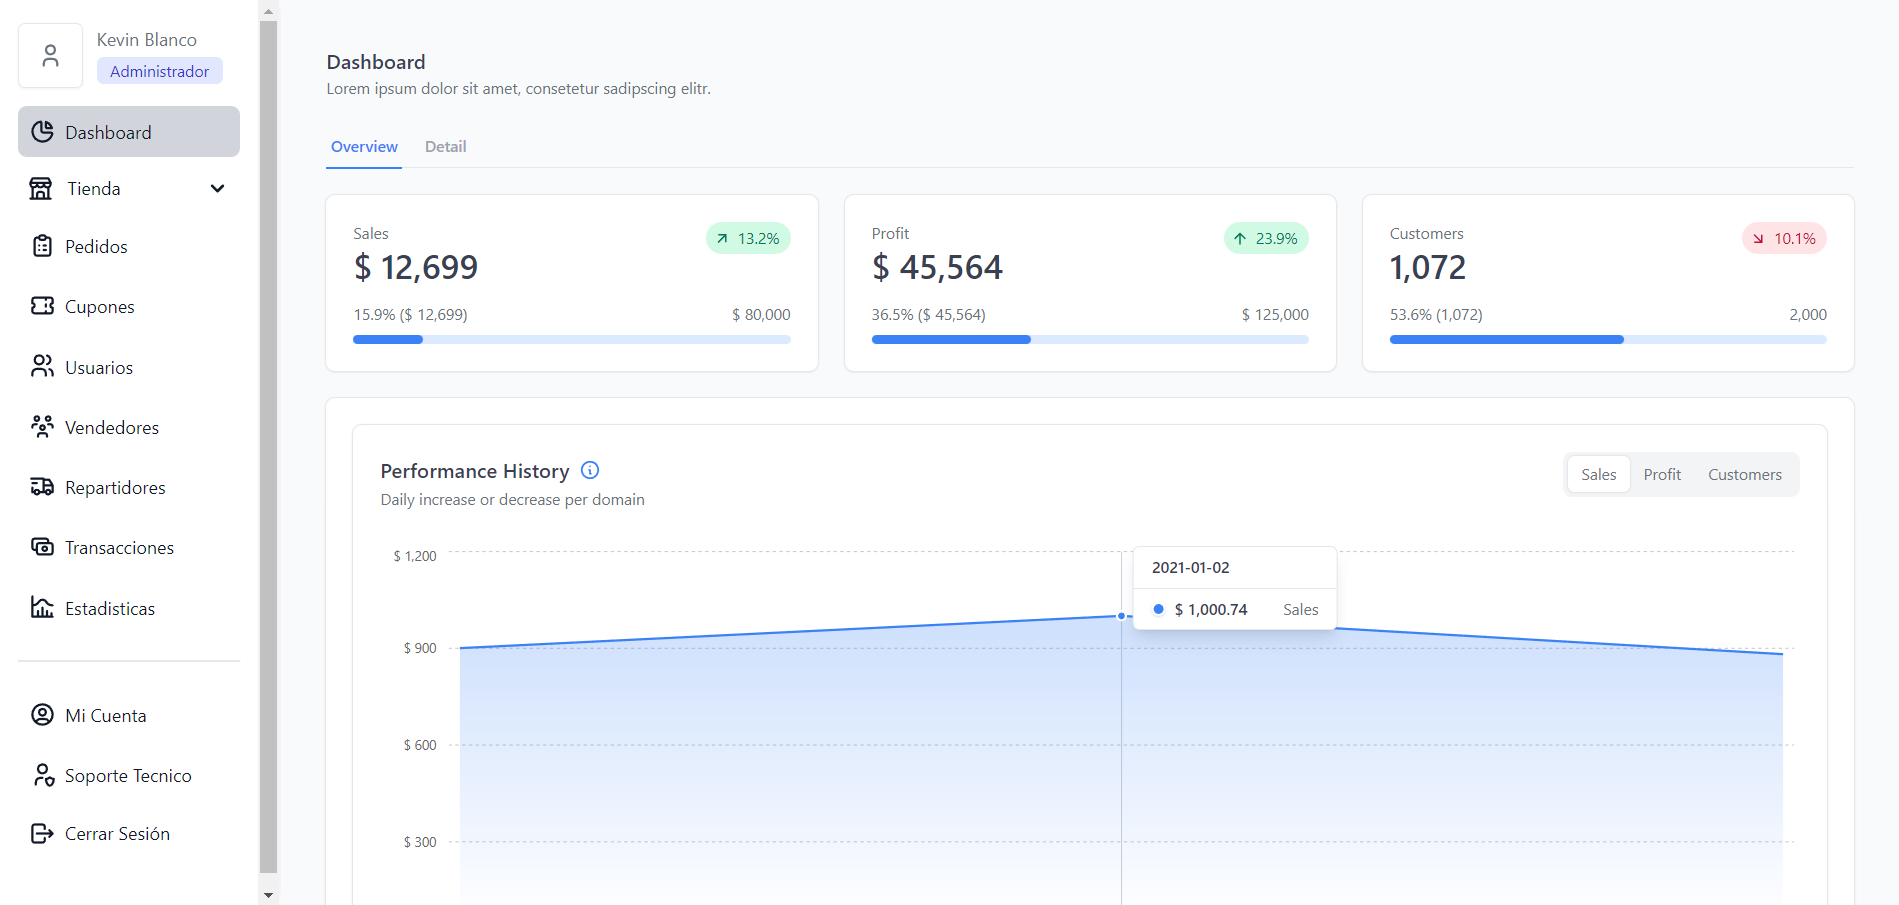 Kevin Blanco
Administrador
Dashboard
Tienda
Pedidos
Cupones
Usuarios
Vendedores
Repartidores
Transacciones
Estadisticas
Mi Cuenta
Soporte Tecnico
Cerrar Sesión
Dashboard
Lorem ipsum dolor sit amet, consetetur sadipscing elitr.
Overview Detail
Sales 13.2%
$ 12,699
15.9% ($ 12,699) $ 80,000
Profit 23.9%
$ 45,564
36.5% ($ 45,564) $ 125,000
Customers 10.1%
1,072
53.6% (1,072) 2,000
Performance History
Daily increase or decrease per domain
Sales Profit Customers
$ 1,200
$ 900
$ 600
$ 300
2021-01-02
$ 1,000.74 Sales